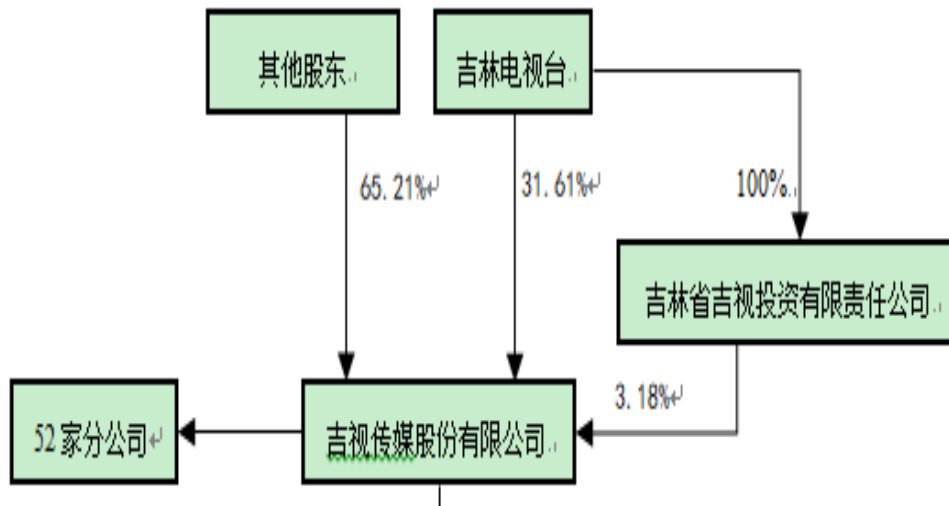 其他股东
吉林电视台
65.21%
31.61%
100%
吉林省吉视投资有限责任公司
3.18%
52家分公司
吉视传媒股份有限公司